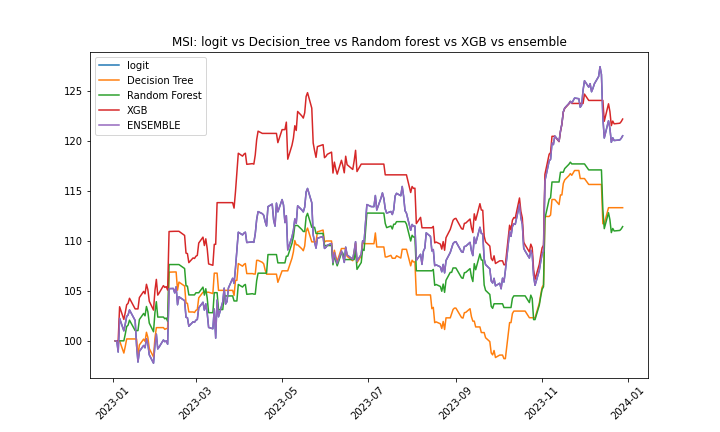 MSI: logit vs Decision_tree vs Random forest vs XGB vs ensemble
logit
Decision Tree
Random Forest
XGB
ENSEMBLE
125
120
115
110
105
100
2023-01
2023-03
2023-05
2023-07
2023-09
2023-11
2024-01